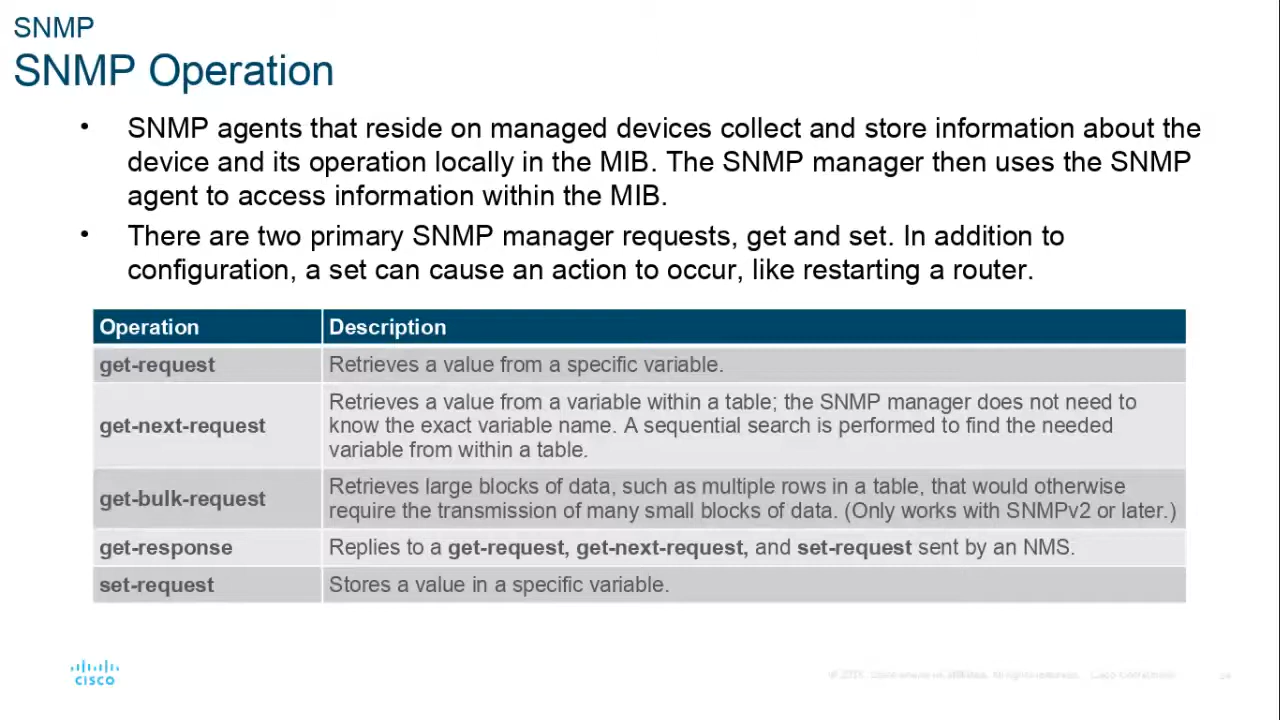 SNMP
SNMP Operation
• SNMP agents that reside on managed devices collect and store information about the
device and its operation locally in the MIB. The SNMP manager then uses the SNMP
agent to access information within the MIB.
• There are two primary SNMP manager requests, get and set. In addition to
configuration, a set can cause an action to occur, like restarting a router.
Operation Description
get-request Retrieves a value from a specific variable.
get-next-request Retrieves a value from a variable within a table; the SNMP manager does not need to
know the exact variable name. A sequential search is performed to find the needed
variable from within a table.
get-bulk-request Retrieves large blocks of data, such as multiple rows in a table, that would otherwise
require the transmission of many small blocks of data. (Only works with SNMPv2 or later.)
get-response Replies to a get-request, get-next-request, and set-request sent by an NMS.
set-request Stores a value in a specific variable.
CISCO